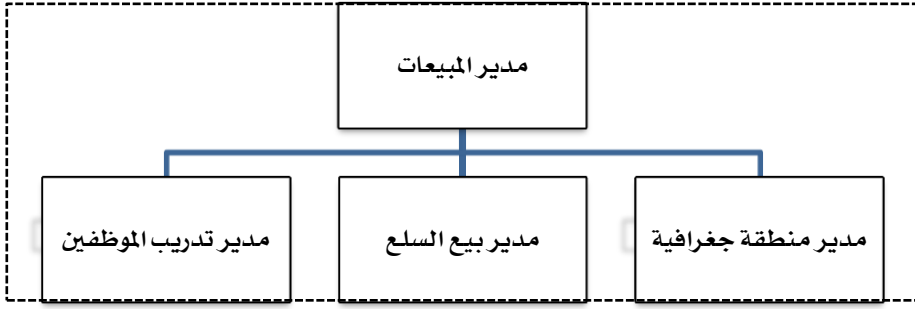 مدير المبيعات
مدير منطقة جغرافية
مدير بيع السلع
مدير تدريب الموظفين